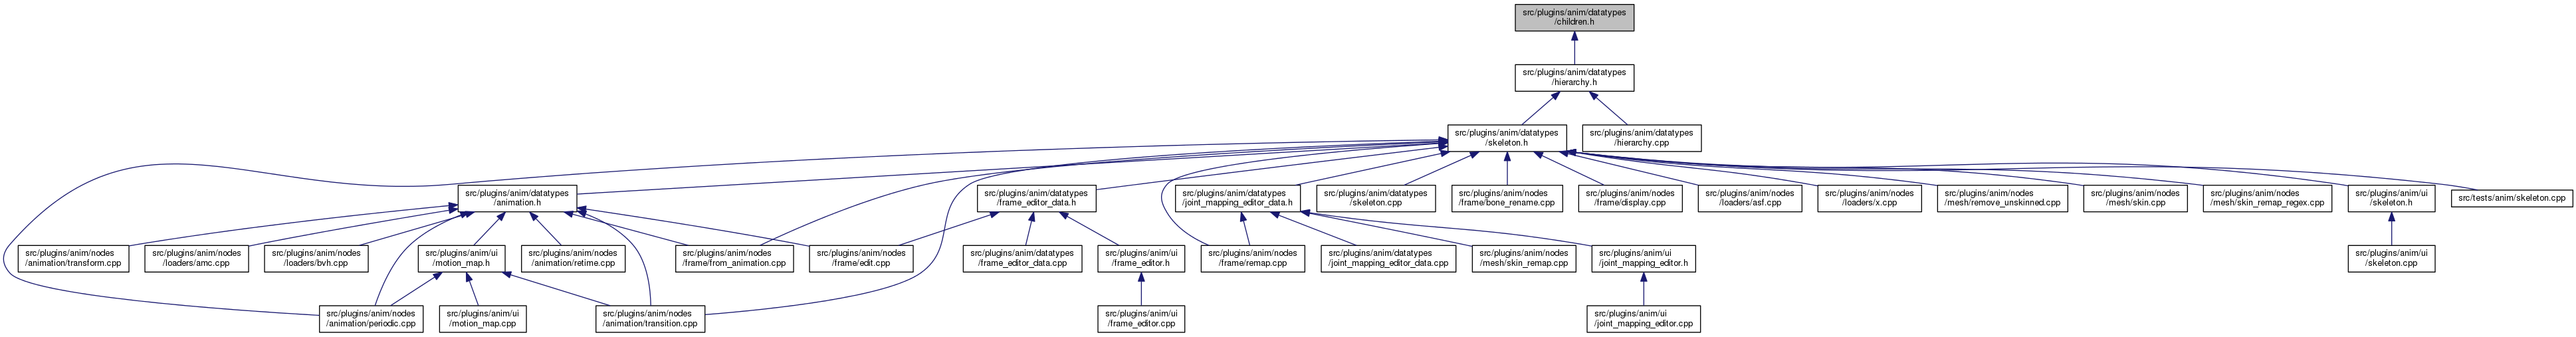 src/plugins/anim/datatypes
/children.h
src/plugins/anim/datatypes
/hierarchy.h
src/plugins/anim/datatypes
/skeleton.h
src/plugins/anim/datatypes
/hierarchy.cpp
src/plugins/anim/datatypes
/animation.h
src/plugins/anim/datatypes
/frame_editor_data.h
src/plugins/anim/datatypes
/joint_mapping_editor_data.h
src/plugins/anim/datatypes
/skeleton.cpp
src/plugins/anim/nodes
/frame/bone_rename.cpp
src/plugins/anim/nodes
/frame/display.cpp
src/plugins/anim/nodes
/loaders/asf.cpp
src/plugins/anim/nodes
/loaders/x.cpp
src/plugins/anim/nodes
/mesh/remove_unskinned.cpp
src/plugins/anim/nodes
/mesh/skin.cpp
src/plugins/anim/nodes
/mesh/skin_remap_regex.cpp
src/plugins/anim/ui
/skeleton.h
src/tests/anim/skeleton.cpp
src/plugins/anim/nodes
/animation/transform.cpp
src/plugins/anim/nodes
/loaders/amc.cpp
src/plugins/anim/nodes
/loaders/bvh.cpp
src/plugins/anim/ui
/motion_map.h
src/plugins/anim/nodes
/animation/retime.cpp
src/plugins/anim/nodes
/frame/from_animation.cpp
src/plugins/anim/nodes
/frame/edit.cpp
src/plugins/anim/datatypes
/frame_editor_data.cpp
src/plugins/anim/ui
/frame_editor.h
src/plugins/anim/nodes
/frame/remap.cpp
src/plugins/anim/datatypes
/joint_mapping_editor_data.cpp
src/plugins/anim/nodes
/mesh/skin_remap.cpp
src/plugins/anim/ui
/joint_mapping_editor.h
src/plugins/anim/ui
/skeleton.cpp
src/plugins/anim/nodes
/animation/periodic.cpp
src/plugins/anim/ui
/motion_map.cpp
src/plugins/anim/nodes
/animation/transition.cpp
src/plugins/anim/ui
/frame_editor.cpp
src/plugins/anim/ui
/joint_mapping_editor.cpp